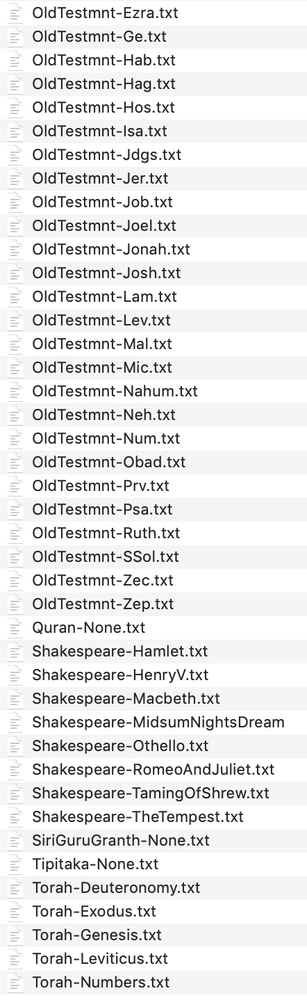 OldTestmnt-Ezra.txt
OldTestmnt-Ge.txt
OldTestmnt-Hab.txt
OldTestmnt-Hag.txt
OldTestmnt-Hos.txt
OldTestmnt-Isa.txt
OldTestmnt-Jdgs.txt
OldTestmnt-Jer.txt
OldTestmnt-Job.txt
OldTestmnt-Joel.txt
OldTestmnt-Jonah.txt
OldTestmnt-Josh.txt
OldTestmnt-Lam.txt
OldTestmnt-Lev.txt
OldTestmnt-Mal.txt
OldTestmnt-Mic.txt
OldTestmnt-Nahum.txt
OldTestmnt-Neh.txt
OldTestmnt-Num.txt
OldTestmnt-Obad.txt
OldTestmnt-Prv.txt
OldTestmnt-Psa.txt
OldTestmnt-Ruth.txt
OldTestmnt-SSol.txt
OldTestmnt-Zec.txt
OldTestmnt-Zep.txt
Quran-None.txt
Shakespeare-Hamlet.txt
Shakespeare-HenryV.txt
Shakespeare-Macbeth.txt
Shakespeare-MidsumNightsDream
Shakespeare-Othello.txt
Shakespeare-RomeoAndJuliet.txt
Shakespeare-TamingOfShrew.txt
Shakespeare-TheTempest.txt
SiriGuruGranth-None.txt
Tipitaka-None.txt
Torah-Deuteronomy.txt
Torah-Exodus.txt
Torah-Genesis.txt
Torah-Leviticus.txt
Torah-Numbers.txt